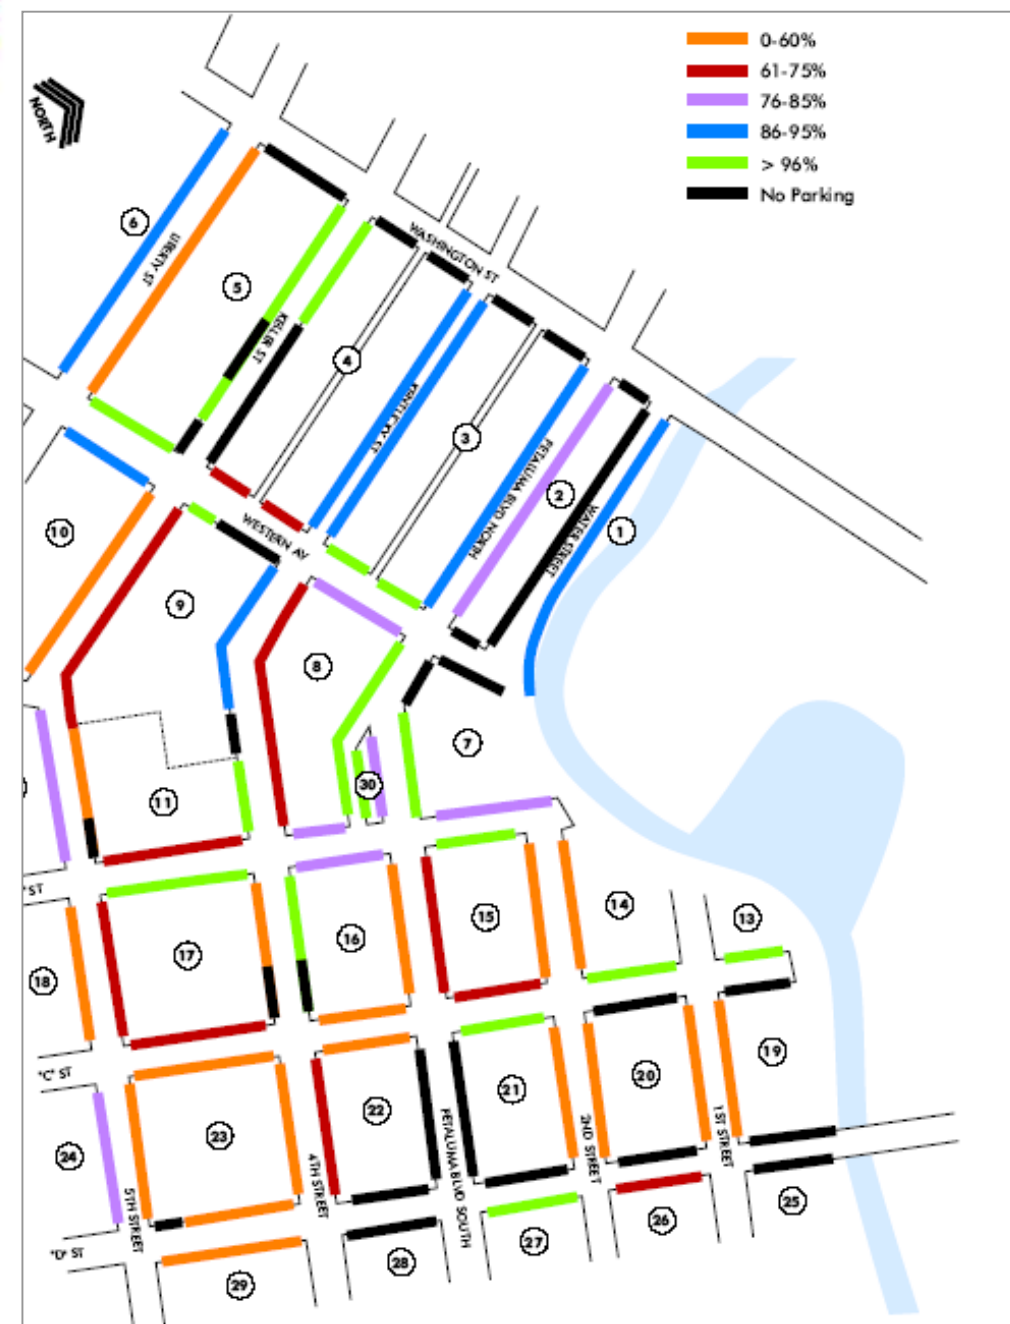 0-60%
61-75%
76-85%
86-95%
> 96%
No Parking
NORTH
6
LIBERTY ST
5
WASHINGTON ST
KELLER ST
4
KENTUCKY ST
3
PETALUMA BLVD NORTH
2
WATER STREET
1
10
WESTERN AV
9
8
7
30
11
ST
14
13
15
16
17
18
19
20
21
22
23
24
"C" ST
PETALUMA BLVD SOUTH
2ND STREET
1ST STREET
4TH STREET
5TH STREET
"D" ST
25
26
27
28
29